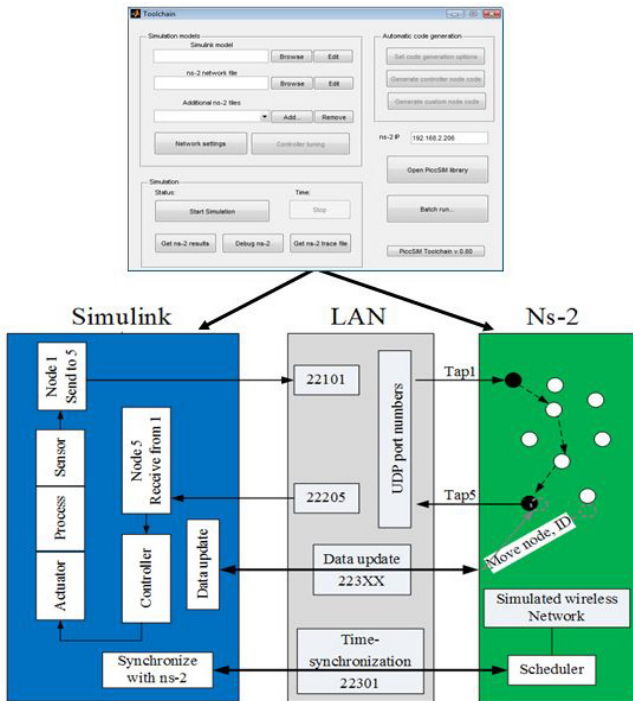 Toolchain
Simulation models
Simulink model
Browse
Edit
ns-2 network file
Browse
Edit
Additional ns-2 files
Add...
Remove
Network settings
Controller tuning
Automatic code generation
Set code generation options
Generate controller node code
Generate custom node code
ns-2 IP
192.168.2.206
Open PiccSIM library
Batch run...
PiccSIM Toolchain v.0.80
Simulation
Status:
Time:
Start Simulation
Stop
Get ns-2 results
Debug ns-2
Get ns-2 trace file
Simulink
LAN
Ns-2
Node 1
Send to 5
Sensor
Process
Actuator
Node 5
Receive from 1
Controller
Data update
Synchronize
with ns-2
22101
22205
UDP port numbers
Data update
223XX
Time-
synchronization
22301
Tap1
Tap5
Move node, ID
Simulated wireless
Network
Scheduler